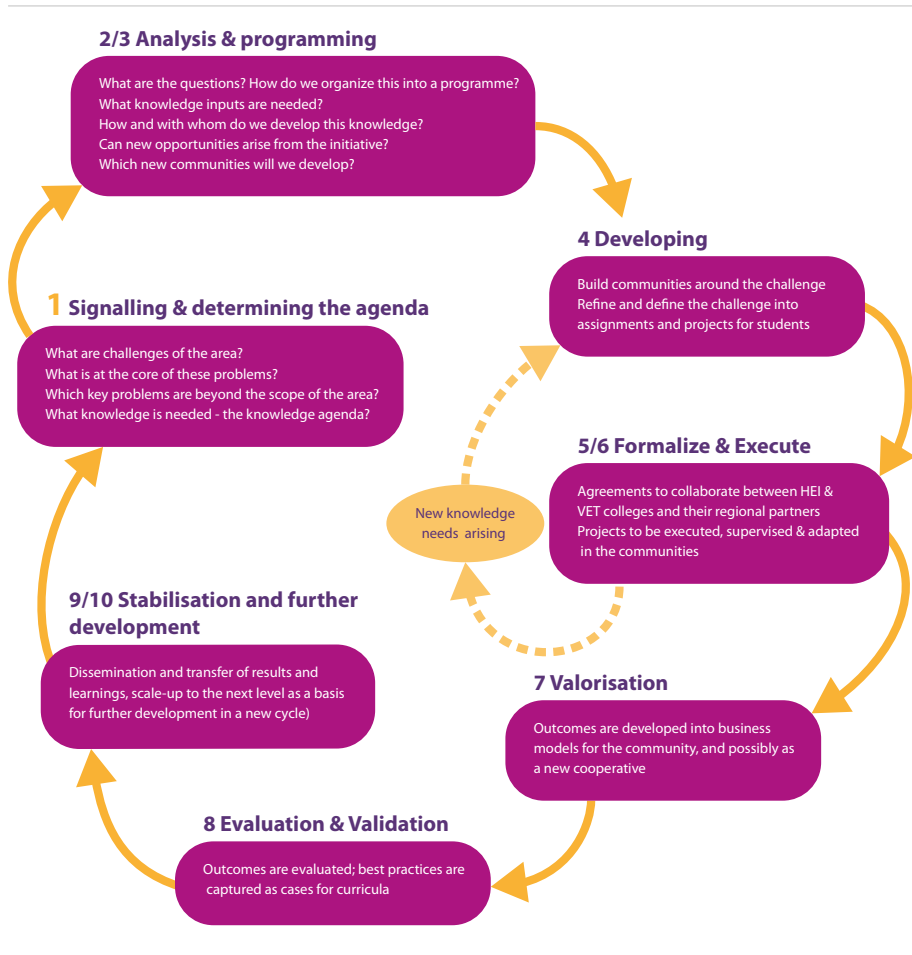 2/3 Analysis & programming
What are the questions? How do we organize this into a programme?
What knowledge inputs are needed?
How and with whom do we develop this knowledge?
Can new opportunities arise from the initiative?
Which new communities will we develop?
4 Developing
Build communities around the challenge
Refine and define the challenge into
assignments and projects for students
1 Signalling & determining the agenda
What are challenges of the area?
What is at the core of these problems?
Which key problems are beyond the scope of the area?
What knowledge is needed - the knowledge agenda?
5/6 Formalize & Execute
Agreements to collaborate between HEI &
VET colleges and their regional partners
Projects to be executed, supervised & adapted
in the communities
New knowledge
needs arising
9/10 Stabilisation and further
development
Dissemination and transfer of results and
learnings, scale-up to the next level as a basis
for further development in a new cycle)
7 Valorisation
Outcomes are developed into business
models for the community, and possibly as
a new cooperative
8 Evaluation & Validation
Outcomes are evaluated; best practices are
captured as cases for curricula